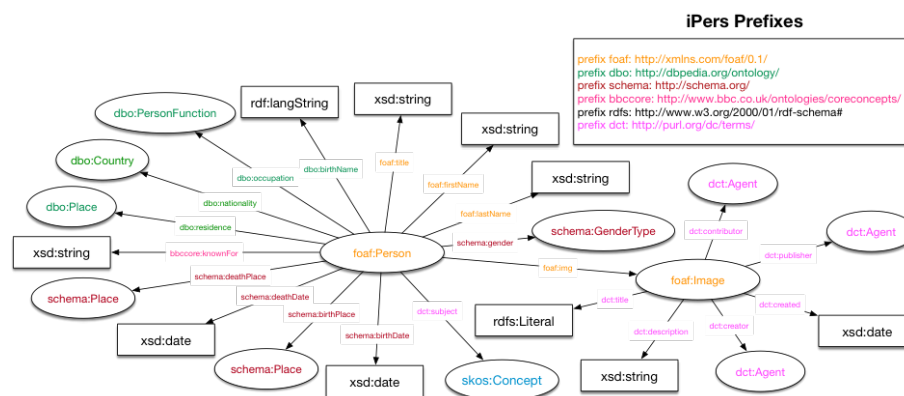 iPers Prefixes
prefix foaf: http://xmlns.com/foaf/0.1/
prefix dbo: http://dbpedia.org/ontology/
prefix schema: http://schema.org/
prefix bbccore: http://www.bbc.co.uk/ontologies/coreconcepts/
prefix rdfs: http://www.w3.org/2000/01/rdf-schema#
prefix dct: http://purl.org/dc/terms/
dbo:PersonFunction
rdf:langString
xsd:string
xsd:string
xsd:string
dbo:Country
dbo:Place
xsd:string
schema:Place
xsd:date
schema:Place
xsd:date
skos:Concept
foaf:Person
schema:GenderType
dbo:occupation
dbo:birthName
foaf:title
foaf:firstName
foaf:lastName
dbo:nationality
dbo:residence
bbccore:knownFor
schema:deathPlace
schema:deathDate
schema:birthPlace
schema:birthDate
dct:subject
schema:gender
foaf:img
foaf:Image
dct:Agent
dct:contributor
dct:Agent
dct:publisher
dct:title
rdfs:Literal
dct:created
xsd:date
dct:description
xsd:string
dct:creator
dct:Agent